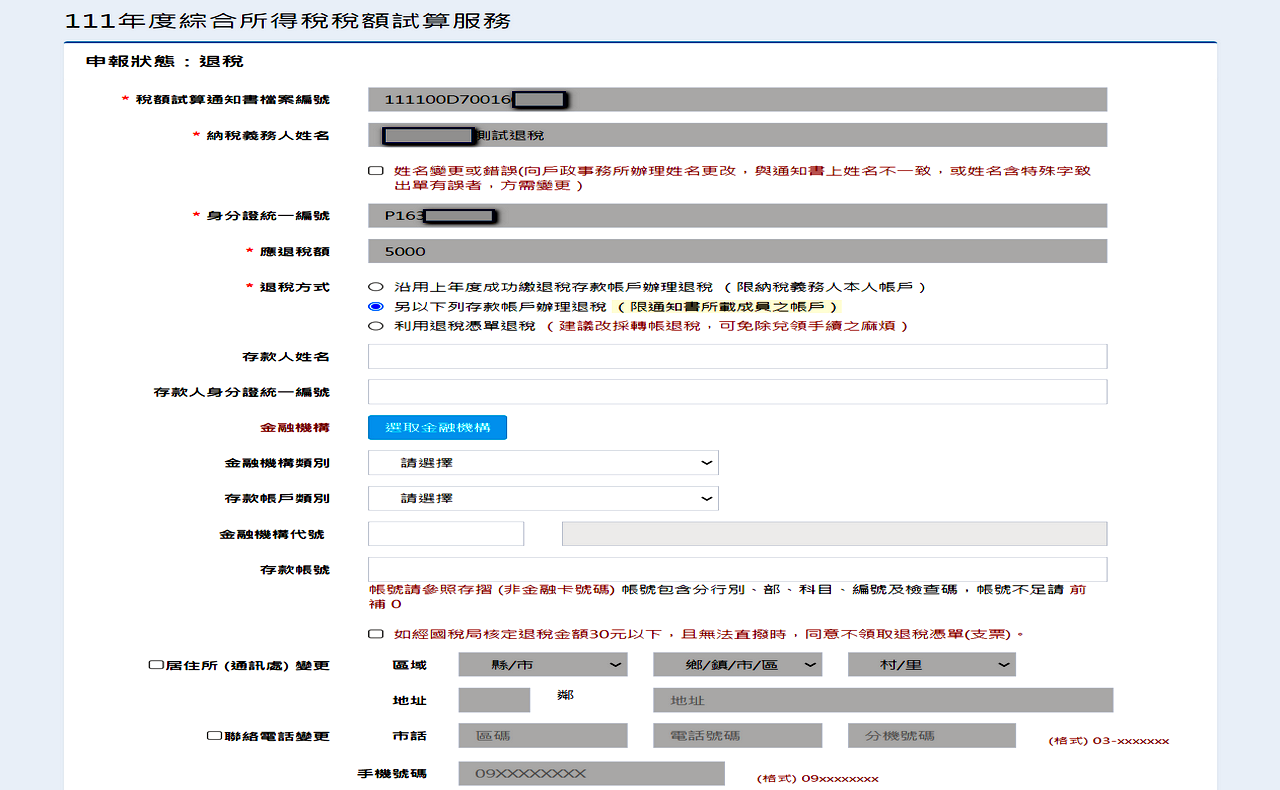 111年度綜合所得稅稅額試算服務
申報狀態：退稅
* 稅額試算通知書檔案編號 111100D70016
* 納稅義務人姓名 測試退稅
姓名變更或錯誤(向戶政事務所辦理姓名更改，與通知書上姓名不一致，或姓名含特殊字致
出單有誤者，方需變更）
* 身分證統一編號 P163
* 應退稅額 5000
* 退稅方式 沿用上年度成功繳退稅存款帳戶辦理退稅 （限納稅義務人本人帳戶）
另以下列存款帳戶辦理退稅 （限通知書所載成員之帳戶）
利用退稅憑單退稅 （建議改採轉帳退稅，可免除兌領手續之麻煩）
存款人姓名
存款人身分證統一編號
金融機構 選取金融機構
金融機構類別 請選擇
存款帳戶類別 請選擇
金融機構代號
存款帳號
帳號請參照存摺 (非金融卡號碼) 帳號包含分行別、部、科目、編號及檢查碼，帳號不足請 前
補 0
如經國稅局核定退稅金額30元以下，且無法直撥時，同意不領取退稅憑單(支票)。
居住所 (通訊處) 變更 區域 縣/市 鄉/鎮/市/區 村/里
地址 鄰 地址
聯絡電話變更 市話 區碼 電話號碼 分機號碼 (格式) 03-xxxxxxx
手機號碼 09XXXXXXXX (格式) 09xxxxxxxx